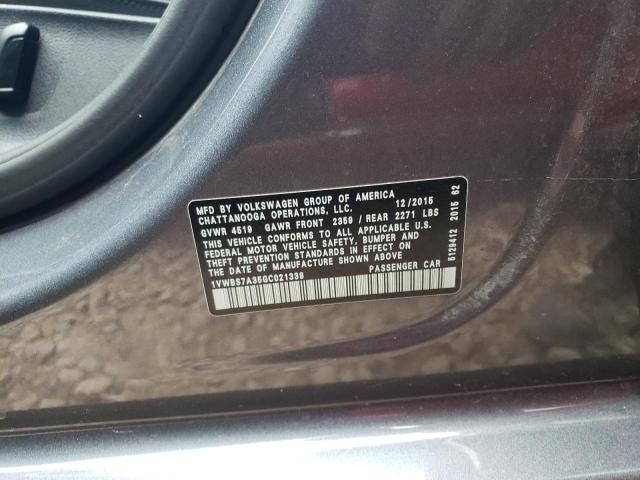 MFD BY VOLKSWAGEN GROUP OF AMERICA
CHATTANOOGA OPERATIONS, LLC. 12/2015
GVWR 4519 GAWR FRONT 2359 / REAR 2271 LBS
THIS VEHICLE CONFORMS TO ALL APPLICABLE U.S.
FEDERAL MOTOR VEHICLE SAFETY, BUMPER AND
THEFT PREVENTION STANDARDS IN EFFECT ON
THE DATE OF MANUFACTURE SHOWN ABOVE
1VWBS7A35GC021338 PASSENGER CAR
5129412 2015 62